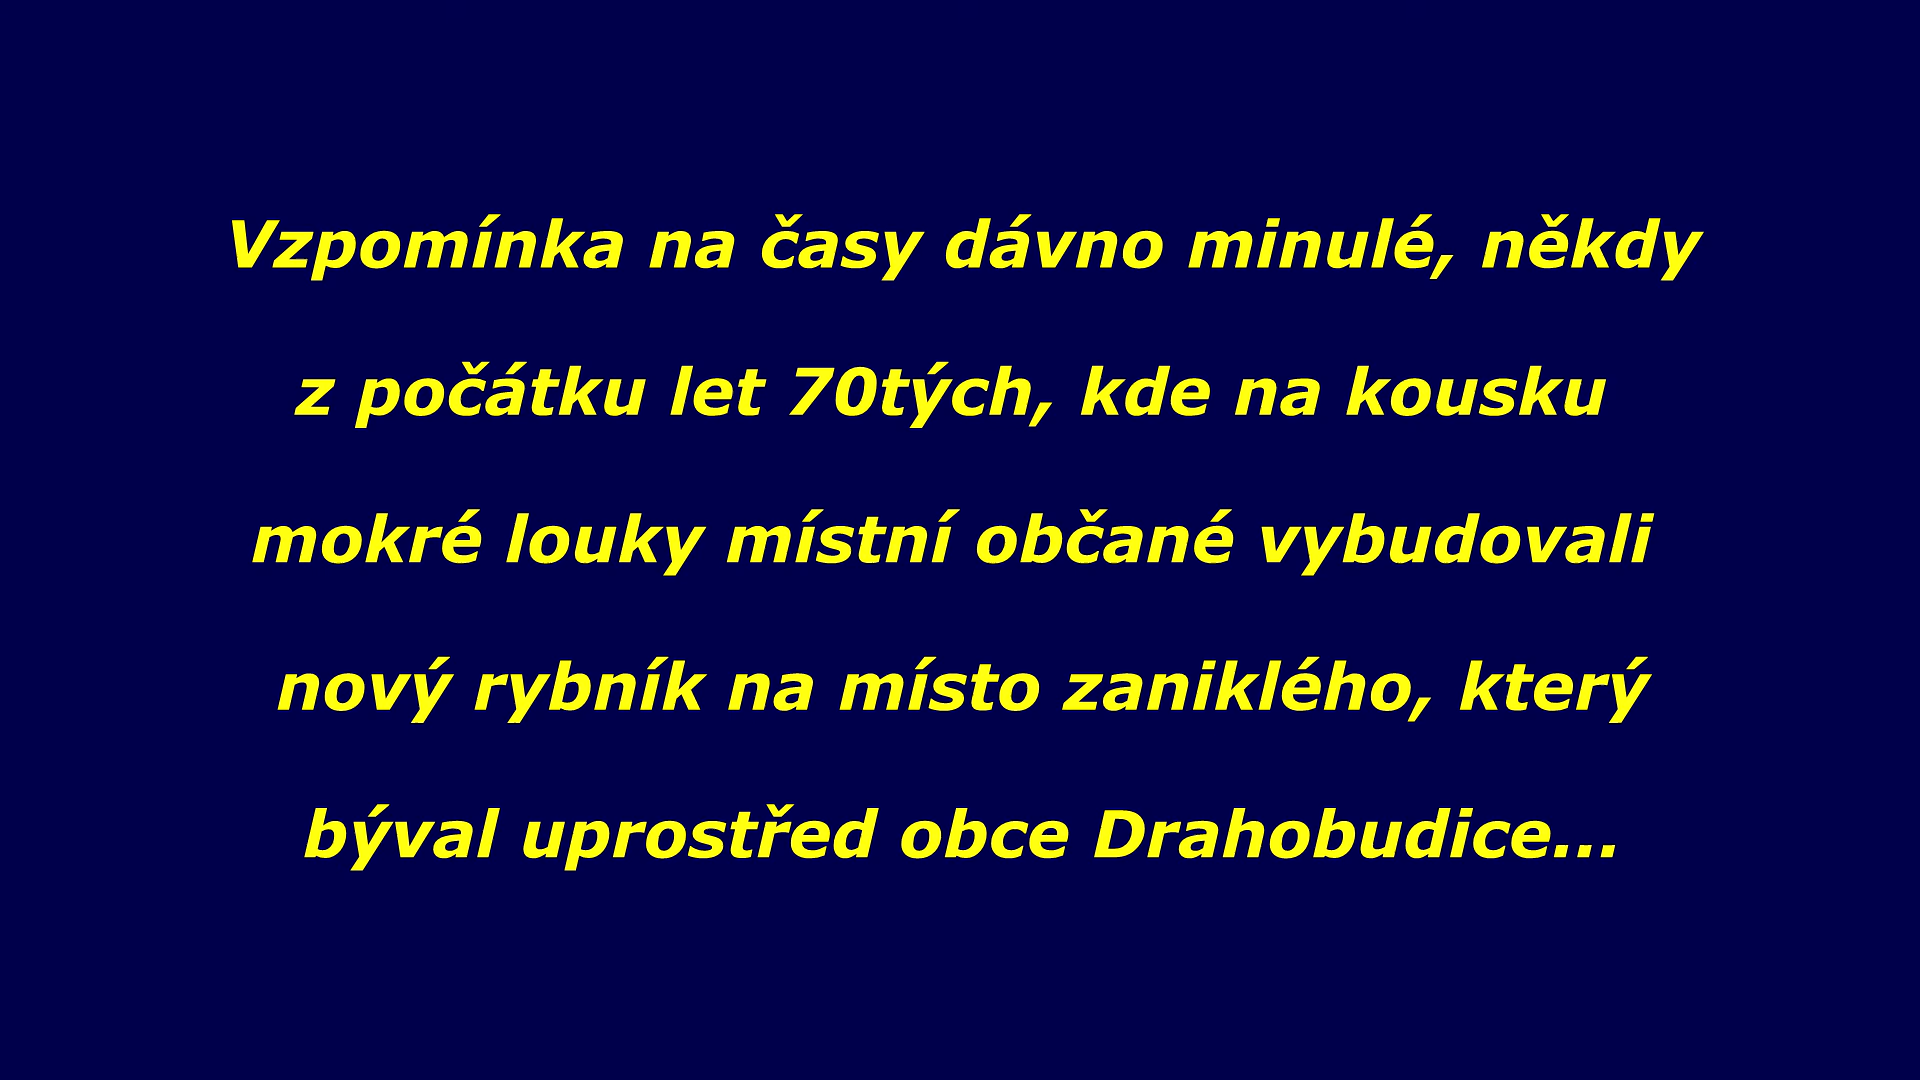 Vzpomínka na časy dávno minulé, někdy
z počátku let 70tých, kde na kousku
mokré louky místní občané vybudovali
nový rybník na místo zaniklého, který
býval uprostřed obce Drahobudice...